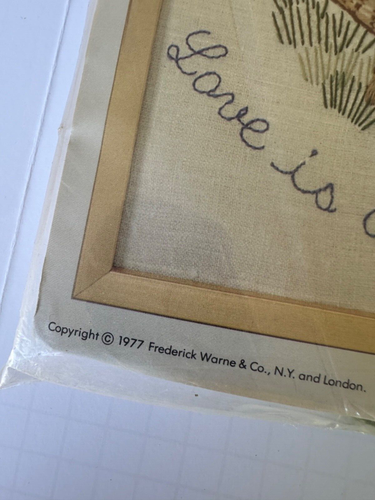 Love is
Copyright © 1977 Frederick Warne & Co., N.Y. and London.